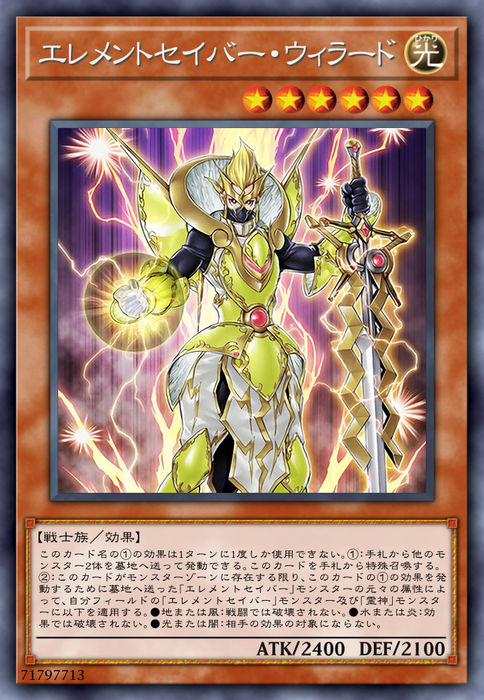 エレメントセイバー・ウィラード
ひかり
光
【戦士族／効果】
このカード名の①の効果は1ターンに1度しか使用できない。①:手札から他のモ
ンスター2体を墓地へ送って発動できる。このカードを手札から特殊召喚する。
②:このカードがモンスターゾーンに存在する限り、このカードの①の効果を発
動するために墓地へ送った「エレメントセイバー」モンスターの元々の属性によ
って、自分フィールドの「エレメントセイバー」モンスター及び「霊神」モンスタ
ーに以下を適用する。●地または風:戦闘では破壊されない。●水または炎:効
果では破壊されない。●光または闇:相手の効果の対象にならない。
ATK/2400 DEF/2100
71797713